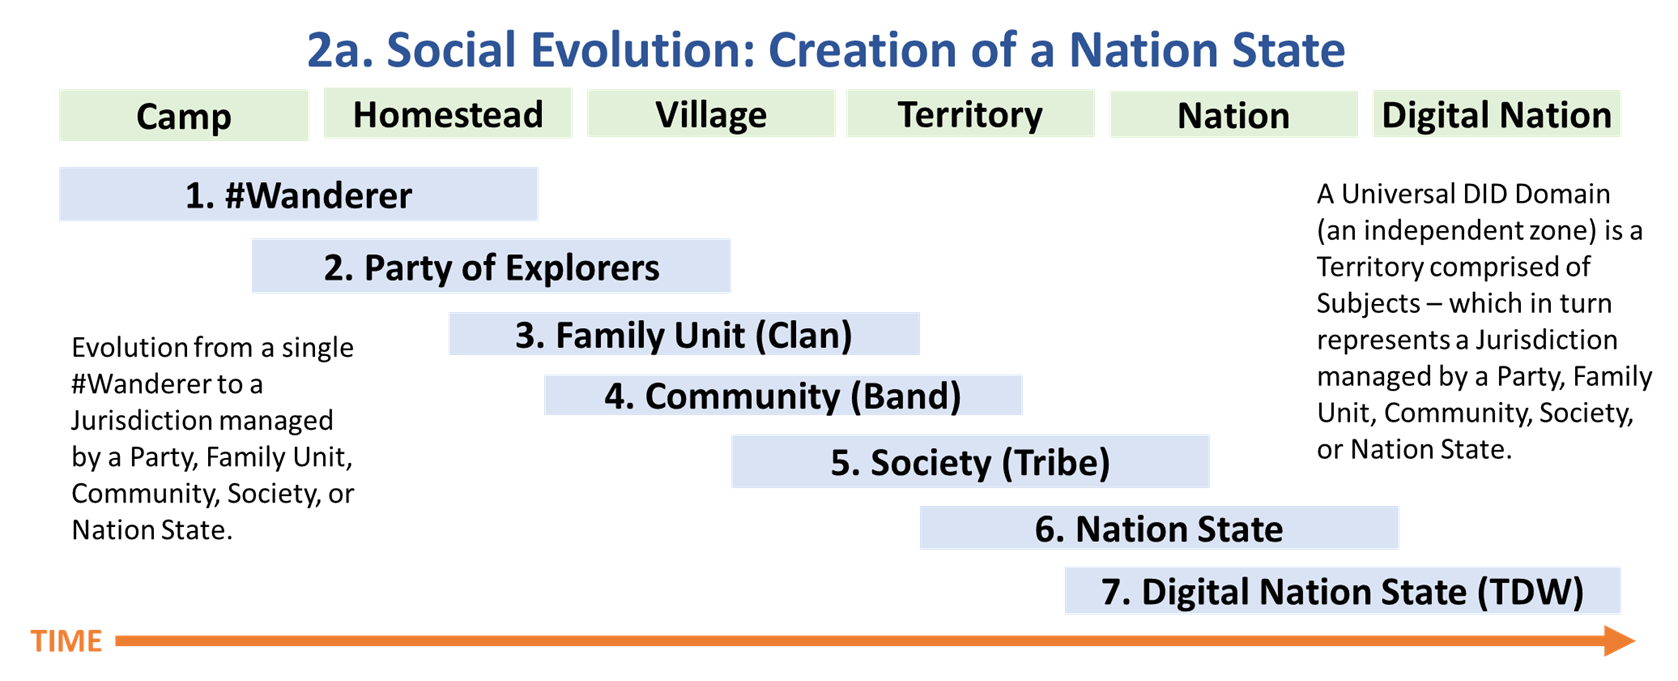 2a. Social Evolution: Creation of a Nation State
Camp
Homestead
Village
Territory
Nation
Digital Nation
1. #Wanderer
2. Party of Explorers
3. Family Unit (Clan)
4. Community (Band)
5. Society (Tribe)
6. Nation State
7. Digital Nation State (TDW)
Evolution from a single
#Wanderer to a
Jurisdiction managed
by a Party, Family Unit,
Community, Society, or
Nation State.
A Universal DID Domain
(an independent zone) is a
Territory comprised of
Subjects – which in turn
represents a Jurisdiction
managed by a Party, Family
Unit, Community, Society,
or Nation State.
TIME